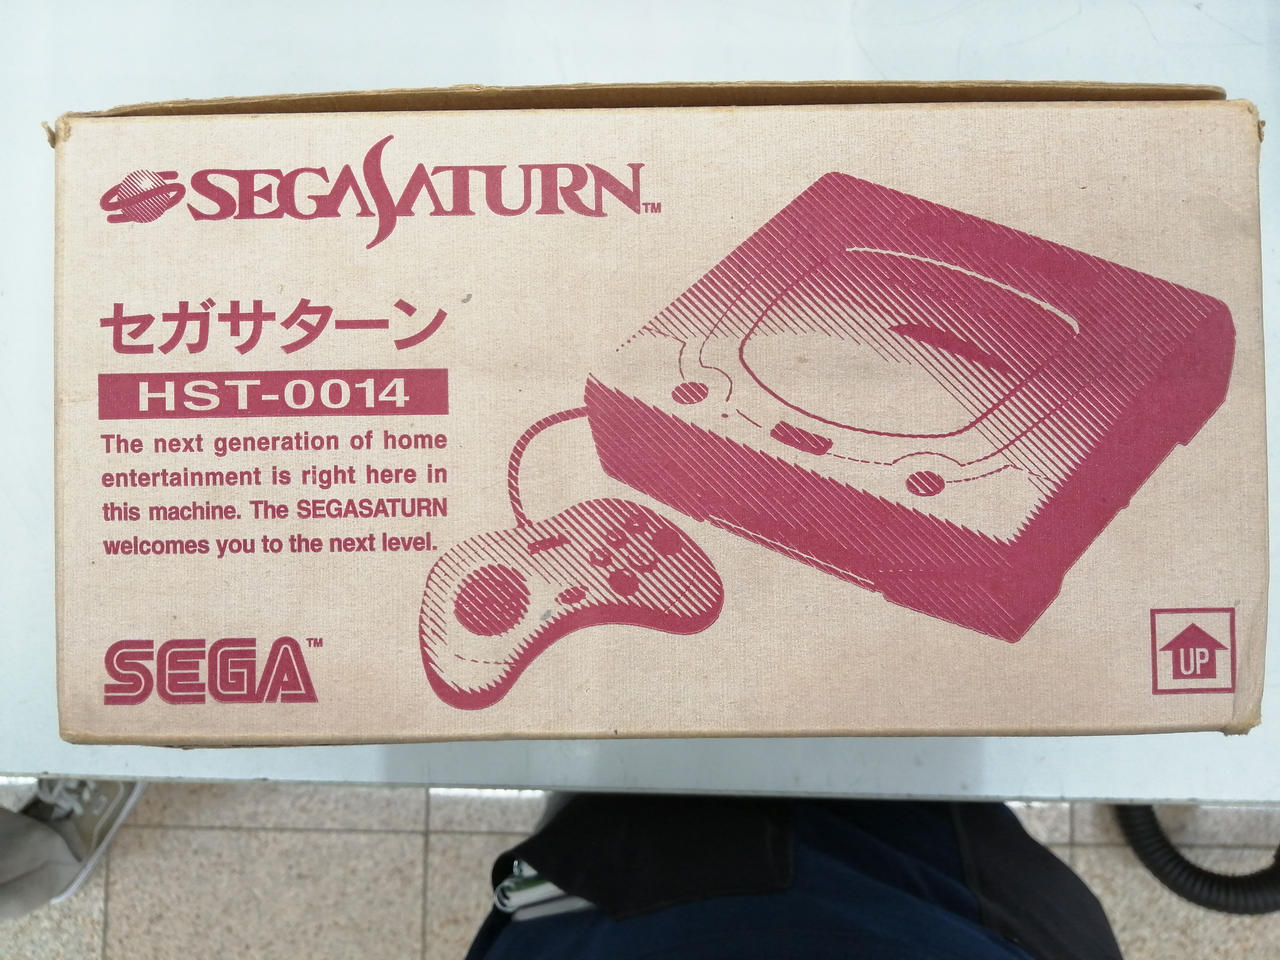 SEGASATURN™
セガサターン
HST-0014
The next generation of home
entertainment is right here in
this machine. The SEGASATURN
welcomes you to the next level.
SEGA™
UP